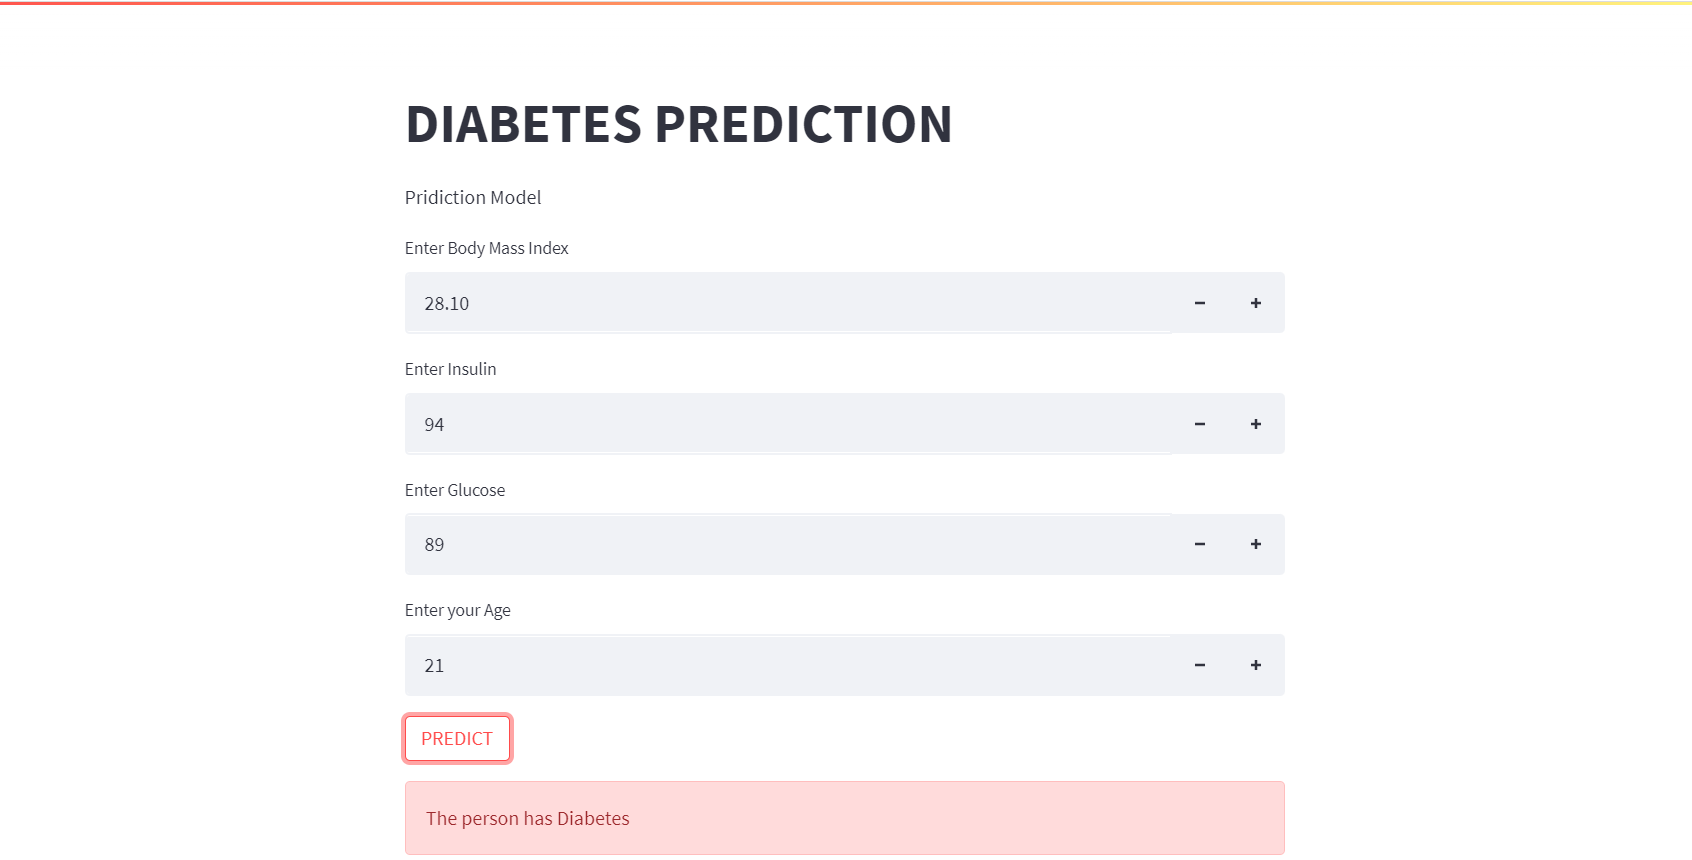 DIABETES PREDICTION
Pridiction Model
Enter Body Mass Index
28.10
Enter Insulin
94
Enter Glucose
89
Enter your Age
21
PREDICT
The person has Diabetes